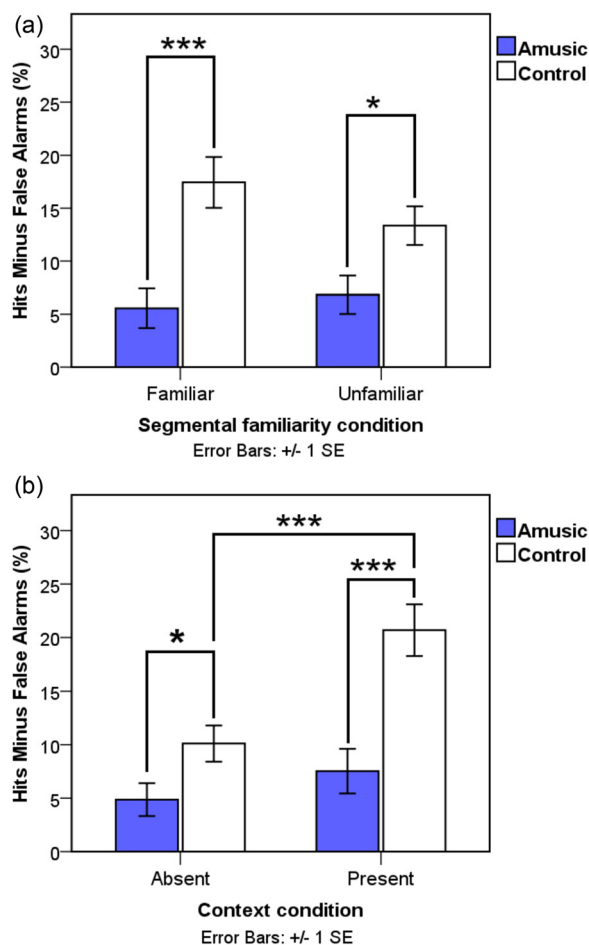 (a)
Hits Minus False Alarms (%)
30
25
20
15
10
5
0
***
*
Amusic
Control
Familiar
Unfamiliar
Segmental familiarity condition
Error Bars: +/- 1 SE
(b)
Hits Minus False Alarms (%)
30
25
20
15
10
5
0
***
***
*
Amusic
Control
Absent
Present
Context condition
Error Bars: +/- 1 SE